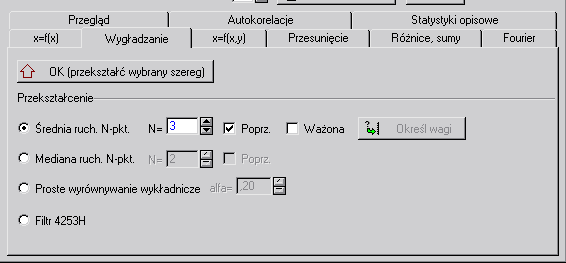 Przegląd Autokorelacje Statystyki opisowe
x=f(x) Wygładzanie x=f(x,y) Przesunięcie Różnice, sumy Fourier
OK (przekształć wybrany szereg)
Przekształcenie
Średnia ruch. N-pkt. N= 3 Poprz. Ważona Określ wagi
Mediana ruch. N-pkt. N= 2 Poprz.
Proste wyrównywanie wykładnicze alfa= ,20
Filtr 4253H